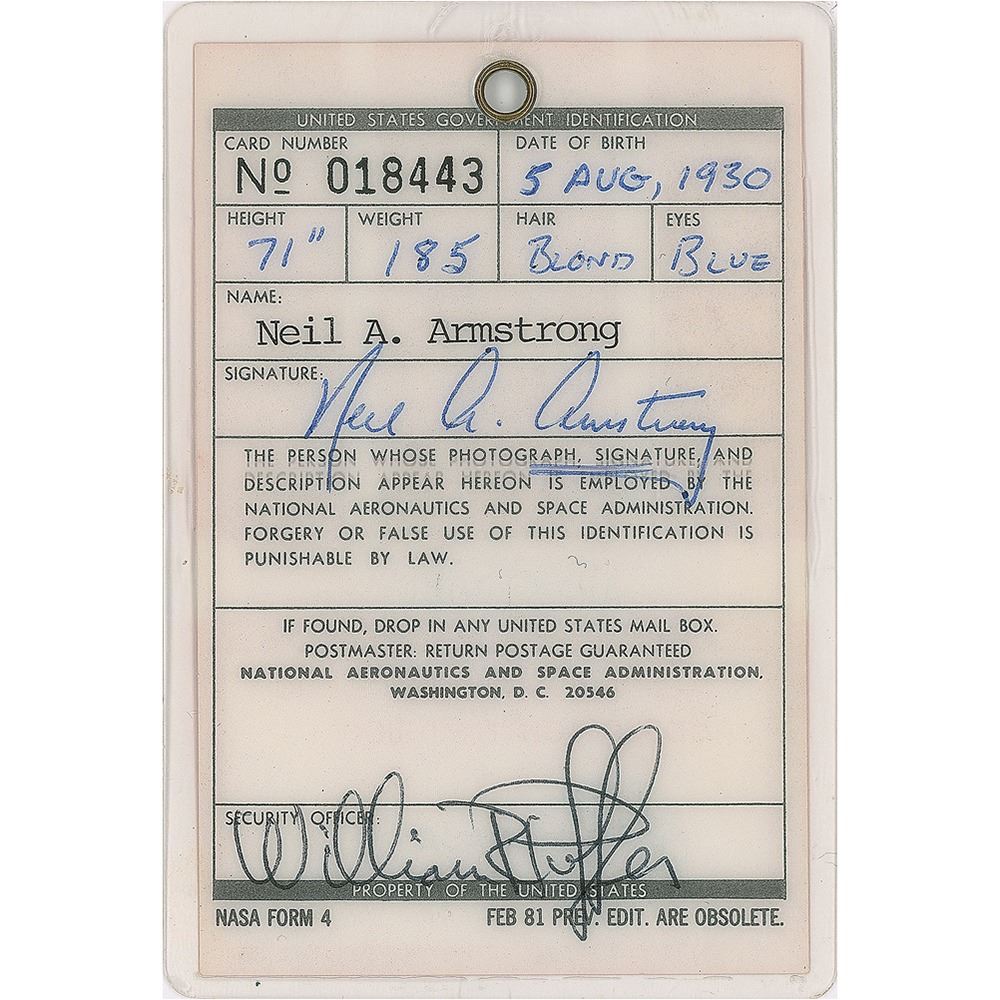 UNITED STATES GOVERNMENT IDENTIFICATION
CARD NUMBER DATE OF BIRTH
Nº 018443 5 AUG, 1930
HEIGHT WEIGHT HAIR EYES
71" 185 BLOND BLUE
NAME:
Neil A. Armstrong
SIGNATURE: Neil A. Armstrong
THE PERSON WHOSE PHOTOGRAPH, SIGNATURE, AND
DESCRIPTION APPEAR HEREON IS EMPLOYED BY THE
NATIONAL AERONAUTICS AND SPACE ADMINISTRATION.
FORGERY OR FALSE USE OF THIS IDENTIFICATION IS
PUNISHABLE BY LAW.
IF FOUND, DROP IN ANY UNITED STATES MAIL BOX.
POSTMASTER: RETURN POSTAGE GUARANTEED
NATIONAL AERONAUTICS AND SPACE ADMINISTRATION,
WASHINGTON, D. C. 20546
SECURITY OFFICER:
William
PROPERTY OF THE UNITED STATES
NASA FORM 4 FEB 81 PREV. EDIT. ARE OBSOLETE.